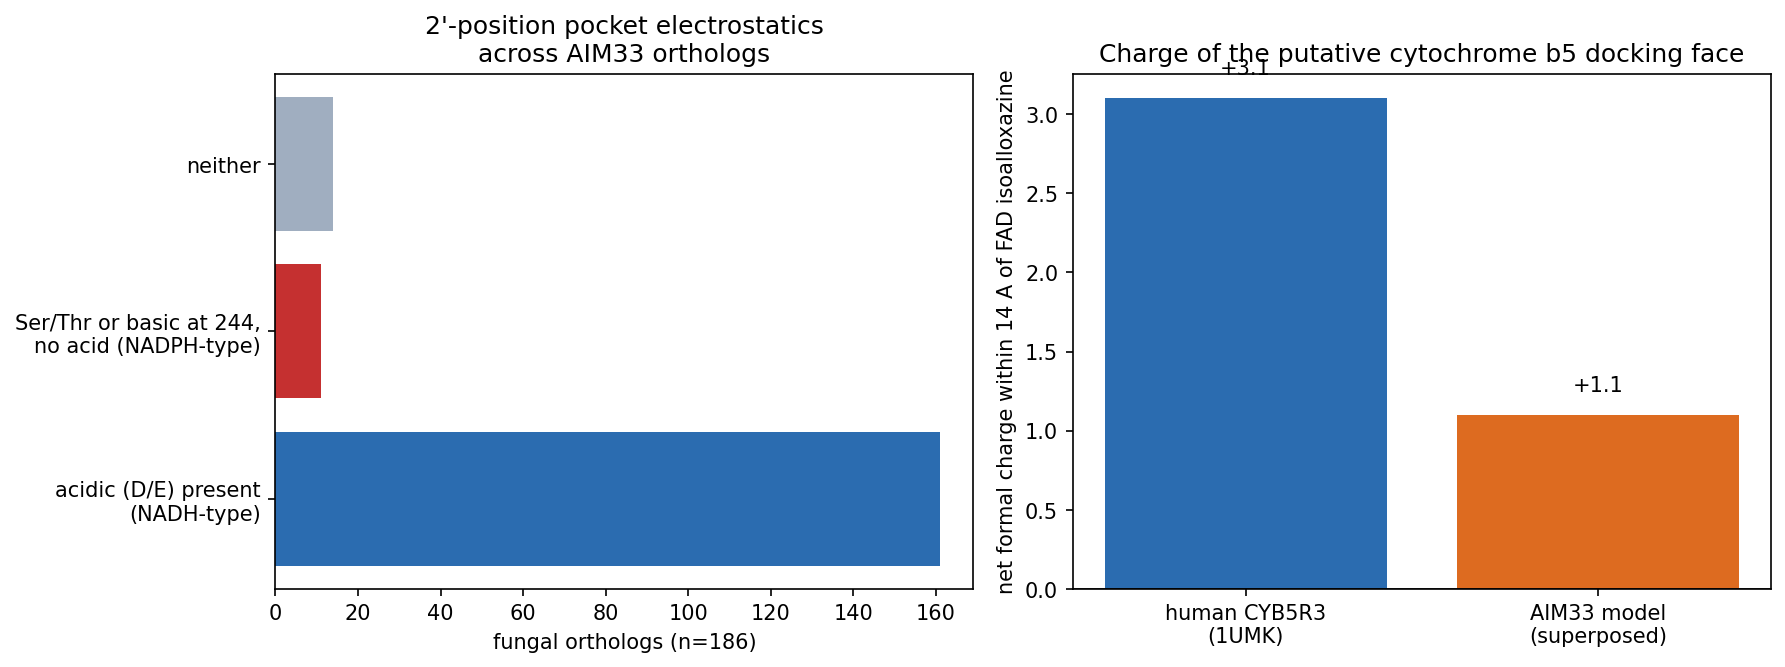 2'-position pocket electrostatics
across AIM33 orthologs
neither
Ser/Thr or basic at 244,
no acid (NADPH-type)
acidic (D/E) present
(NADH-type)
0 20 40 60 80 100 120 140 160
fungal orthologs (n=186)
Charge of the putative cytochrome b5 docking face
+3.1
net formal charge within 14 A of FAD isoalloxazine
3.0
2.5
2.0
1.5
1.0
0.5
0.0
+1.1
human CYB5R3
(1UMK)
AIM33 model
(superposed)